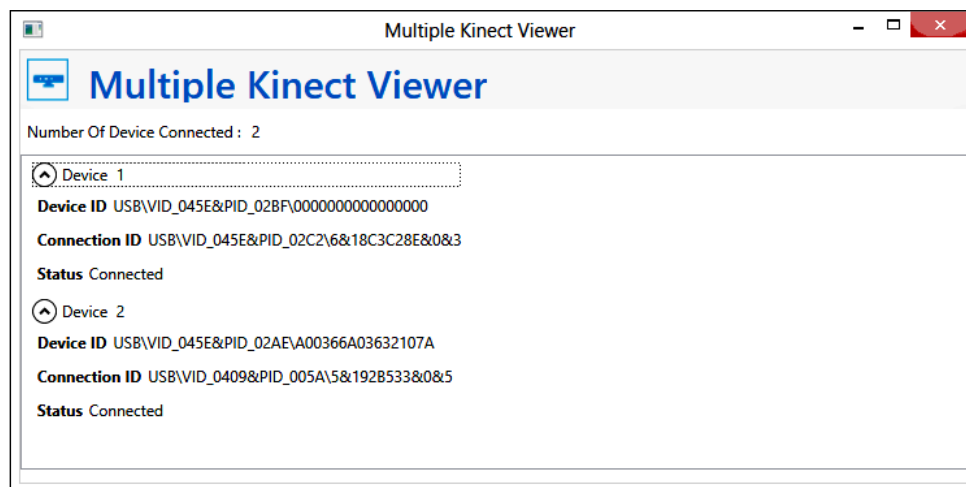 Multiple Kinect Viewer
Multiple Kinect Viewer
Number Of Device Connected : 2
Device 1
Device ID USB\VID_045E&PID_02BF\0000000000000000
Connection ID USB\VID_045E&PID_02C2\6&18C3C28E&0&3
Status Connected
Device 2
Device ID USB\VID_045E&PID_02AE\A00366A03632107A
Connection ID USB\VID_0409&PID_005A\5&192B533&0&5
Status Connected